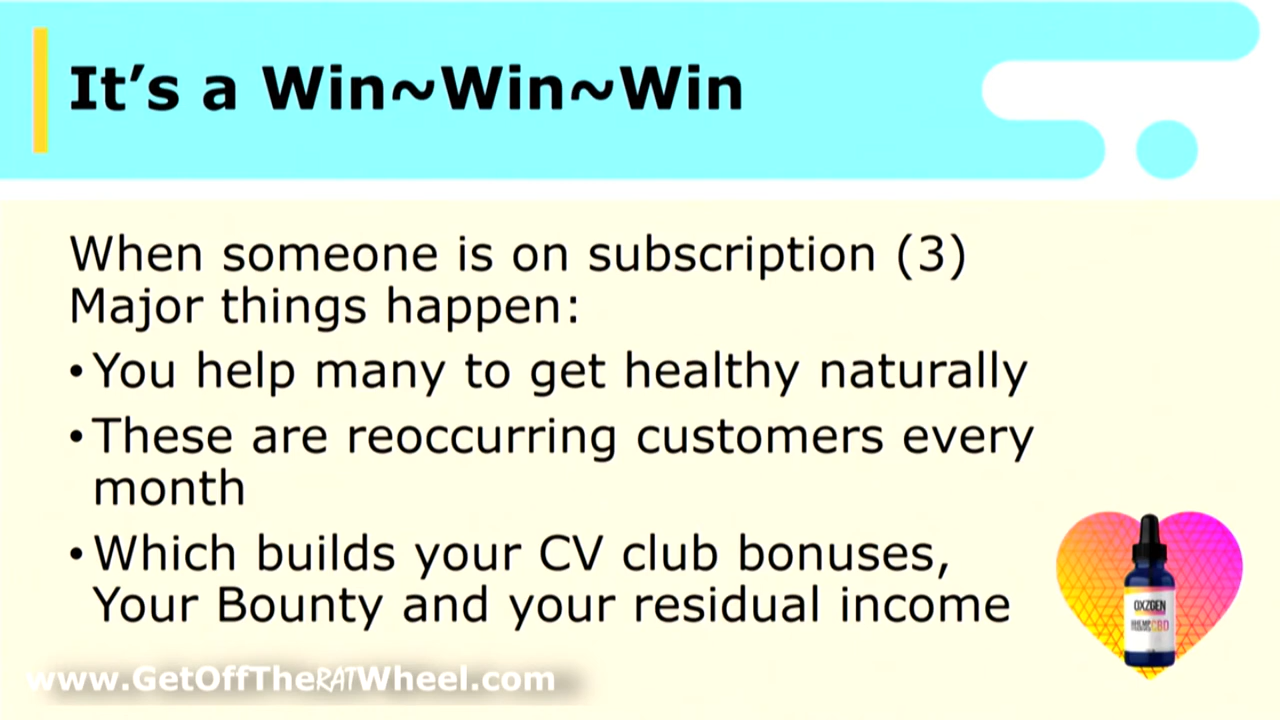 It's a Win~Win~Win
When someone is on subscription (3)
Major things happen:
•You help many to get healthy naturally
•These are reoccurring customers every
month
•Which builds your CV club bonuses,
Your Bounty and your residual income
OXZGEN
CBD
www.GetOffTheRATWheel.com